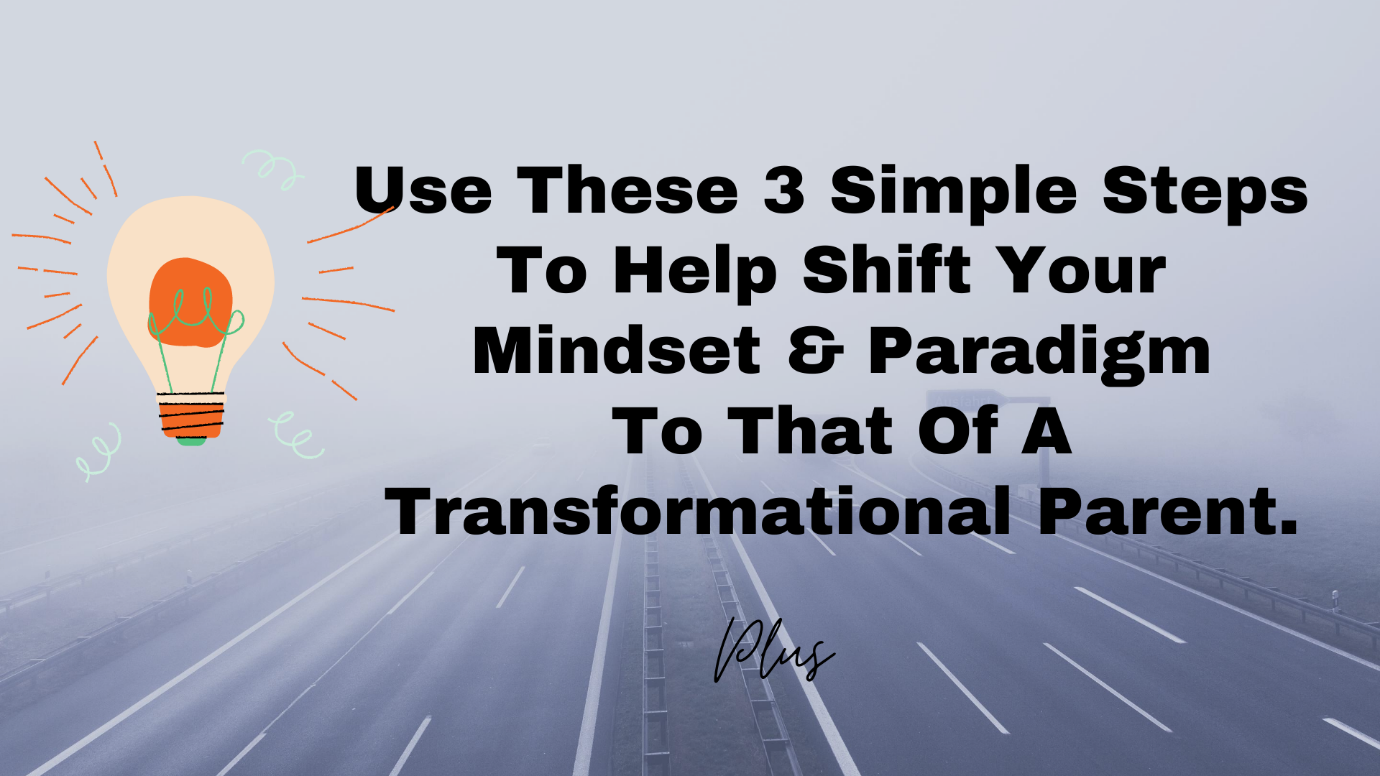 Use These 3 Simple Steps
To Help Shift Your
Mindset & Paradigm
To That Of A
Transformational Parent.
Plus